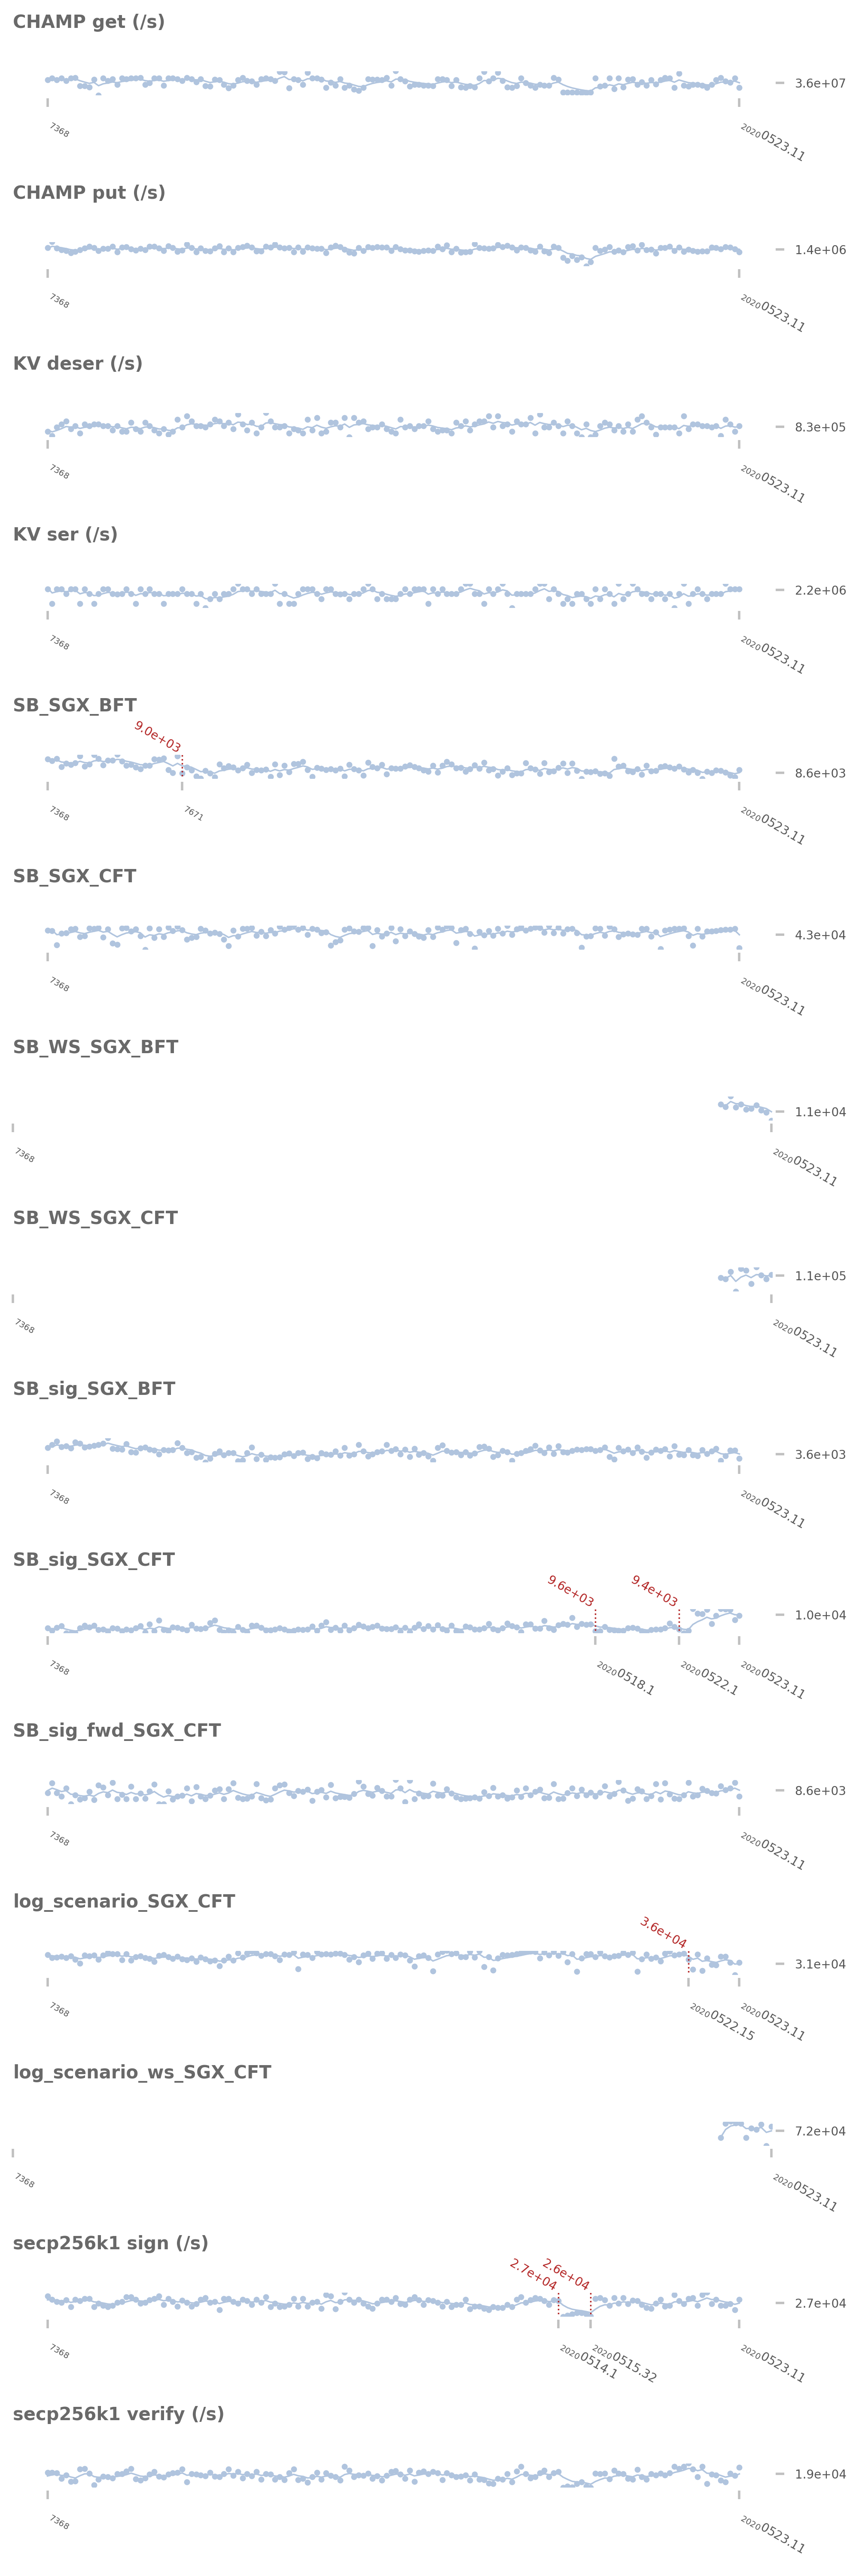 CHAMP get (/s)
3.6e+07
7368
20200523.11
CHAMP put (/s)
1.4e+06
7368
20200523.11
KV deser (/s)
8.3e+05
7368
20200523.11
KV ser (/s)
2.2e+06
7368
20200523.11
SB_SGX_BFT
9.0e+03
8.6e+03
7368
7671
20200523.11
SB_SGX_CFT
4.3e+04
7368
20200523.11
SB_WS_SGX_BFT
1.1e+04
7368
20200523.11
SB_WS_SGX_CFT
1.1e+05
7368
20200523.11
SB_sig_SGX_BFT
3.6e+03
7368
20200523.11
SB_sig_SGX_CFT
9.6e+03
9.4e+03
1.0e+04
7368
20200518.1
20200522.1
20200523.11
SB_sig_fwd_SGX_CFT
8.6e+03
7368
20200523.11
log_scenario_SGX_CFT
3.6e+04
3.1e+04
7368
20200522.15
20200523.11
log_scenario_ws_SGX_CFT
7.2e+04
7368
20200523.11
secp256k1 sign (/s)
2.7e+04
2.6e+04
2.7e+04
7368
20200514.1
20200515.32
20200523.11
secp256k1 verify (/s)
1.9e+04
7368
20200523.11